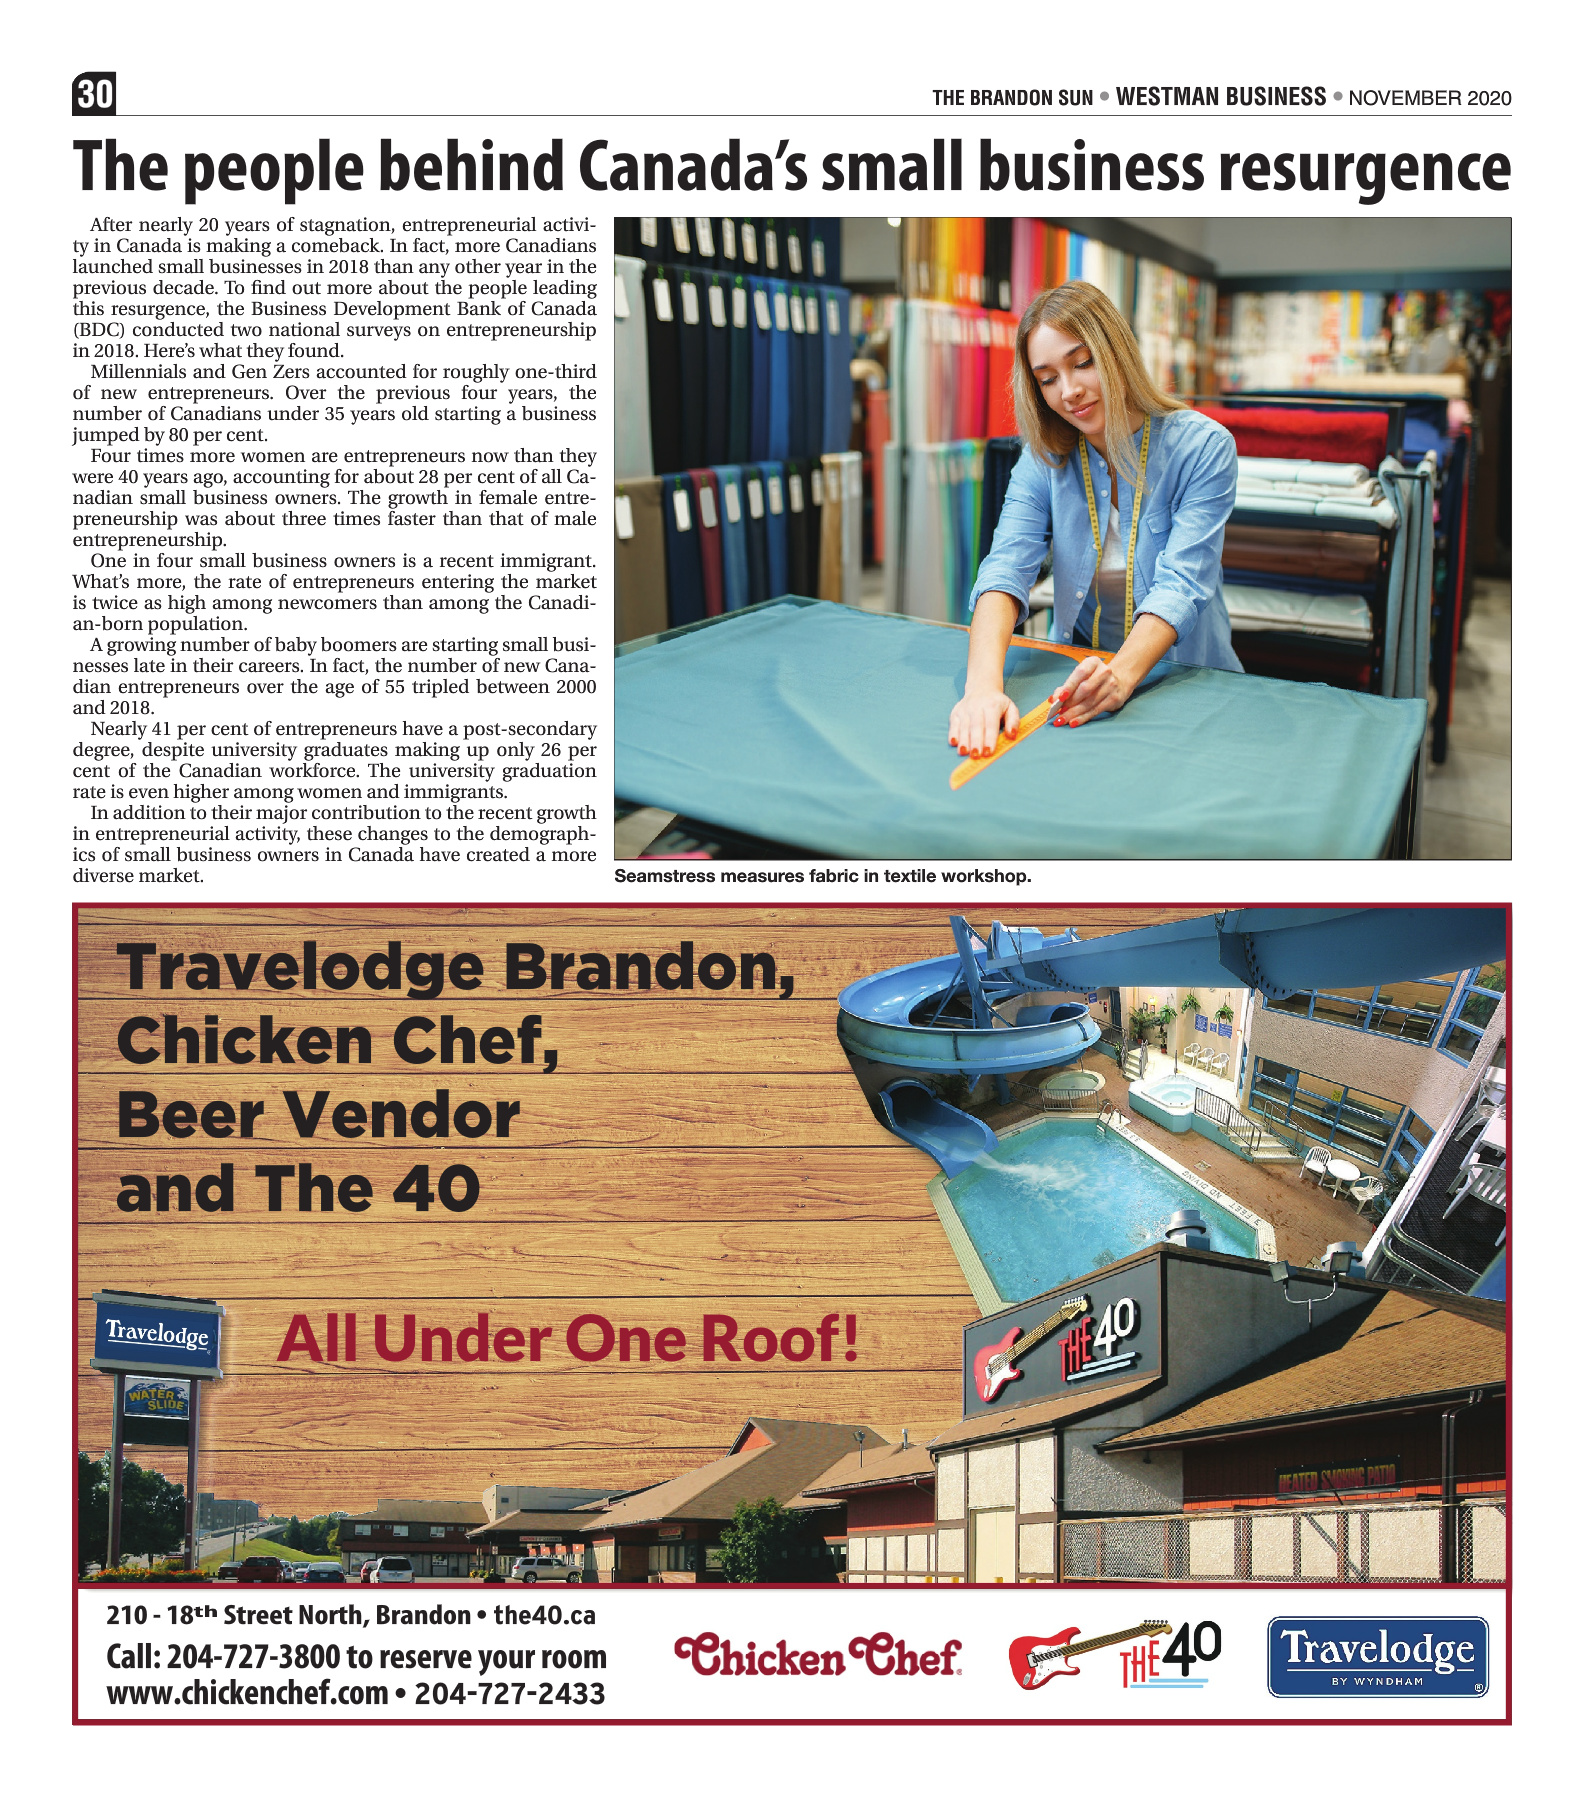 30
THE BRANDON SUN • WESTMAN BUSINESS • NOVEMBER 2020
The people behind Canada's small business resurgence
After nearly 20 years of stagnation, entrepreneurial activi-
ty in Canada is making a comeback. In fact, more Canadians
launched small businesses in 2018 than any other year in the
previous decade. To find out more about the people leading
this resurgence, the Business Development Bank of Canada
(BDC) conducted two national surveys on entrepreneurship
in 2018. Here's what they found.
Millennials and Gen Zers accounted for roughly one-third
of new entrepreneurs. Over the previous four years, the
number of Canadians under 35 years old starting a business
jumped by 80 per cent.
Four times more women are entrepreneurs now than they
were 40 years ago, accounting for about 28 per cent of all Ca-
nadian small business owners. The growth in female entre-
preneurship was about three times faster than that of male
entrepreneurship.
One in four small business owners is a recent immigrant.
What's more, the rate of entrepreneurs entering the market
is twice as high among newcomers than among the Canadi-
an-born population.
A growing number of baby boomers are starting small busi-
nesses late in their careers. In fact, the number of new Cana-
dian entrepreneurs over the age of 55 tripled between 2000
and 2018.
Nearly 41 per cent of entrepreneurs have a post-secondary
degree, despite university graduates making up only 26 per
cent of the Canadian workforce. The university graduation
rate is even higher among women and immigrants.
In addition to their major contribution to the recent growth
in entrepreneurial activity, these changes to the demograph-
ics of small business owners in Canada have created a more
diverse market.
Seamstress measures fabric in textile workshop.
Travelodge Brandon,
Chicken Chef,
Beer Vendor
and The 40
All Under One Roof!
Travelodge
WATER
SLIDE
NO DIVING
THE 40
HEATED SMOKING PATIO
210 - 18th Street North, Brandon • the40.ca
Call: 204-727-3800 to reserve your room
www.chickenchef.com • 204-727-2433
Chicken Chef
THE 40
Travelodge
BY WYNDHAM
®